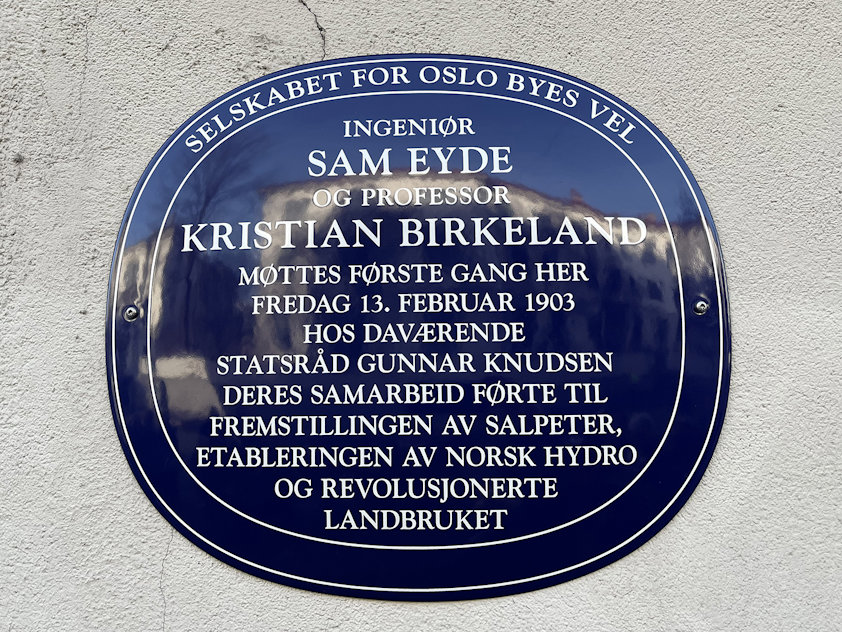 SELSKABET FOR OSLO BYES VEL
INGENIØR
SAM EYDE
OG PROFESSOR
KRISTIAN BIRKELAND
MØTTES FØRSTE GANG HER
FREDAG 13. FEBRUAR 1903
HOS DAVÆRENDE
STATSRÅD GUNNAR KNUDSEN
DERES SAMARBEID FØRTE TIL
FREMSTILLINGEN AV SALPETER,
ETABLERINGEN AV NORSK HYDRO
OG REVOLUSJONERTE
LANDBRUKET